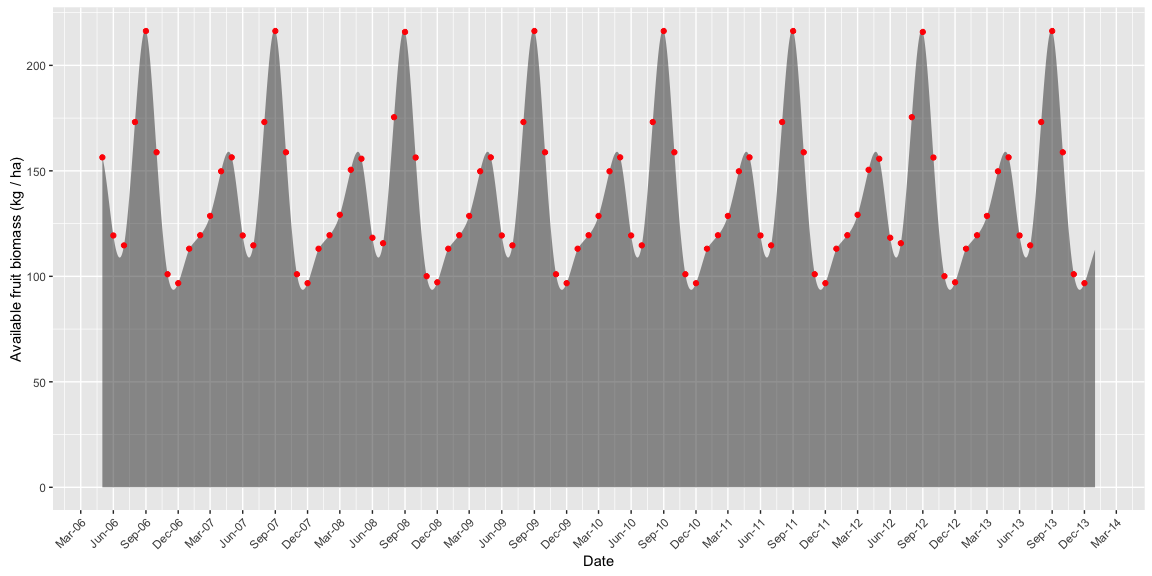 Available fruit biomass (kg / ha)
200
150
100
50
0
Mar-06
Jun-06
Sep-06
Dec-06
Mar-07
Jun-07
Sep-07
Dec-07
Mar-08
Jun-08
Sep-08
Dec-08
Mar-09
Jun-09
Sep-09
Dec-09
Mar-10
Jun-10
Sep-10
Dec-10
Mar-11
Jun-11
Sep-11
Dec-11
Mar-12
Jun-12
Sep-12
Dec-12
Mar-13
Jun-13
Sep-13
Dec-13
Mar-14
Date